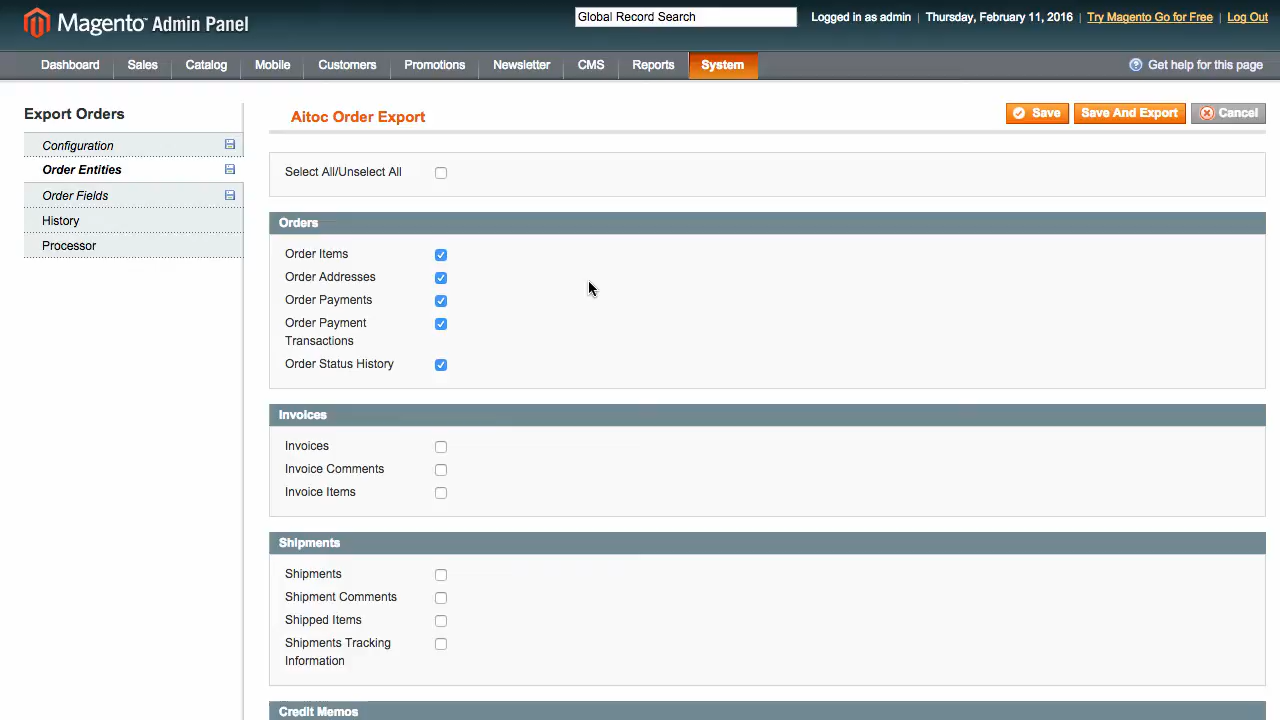 Magento Admin Panel
Global Record Search
Logged in as admin | Thursday, February 11, 2016 | Try Magento Go for Free | Log Out
Dashboard Sales Catalog Mobile Customers Promotions Newsletter CMS Reports System
Get help for this page
Export Orders
Configuration
Order Entities
Order Fields
History
Processor
Aitoc Order Export
Save Save And Export Cancel
Select All/Unselect All
Orders
Order Items
Order Addresses
Order Payments
Order Payment
Transactions
Order Status History
Invoices
Invoices
Invoice Comments
Invoice Items
Shipments
Shipments
Shipment Comments
Shipped Items
Shipments Tracking
Information
Credit Memos